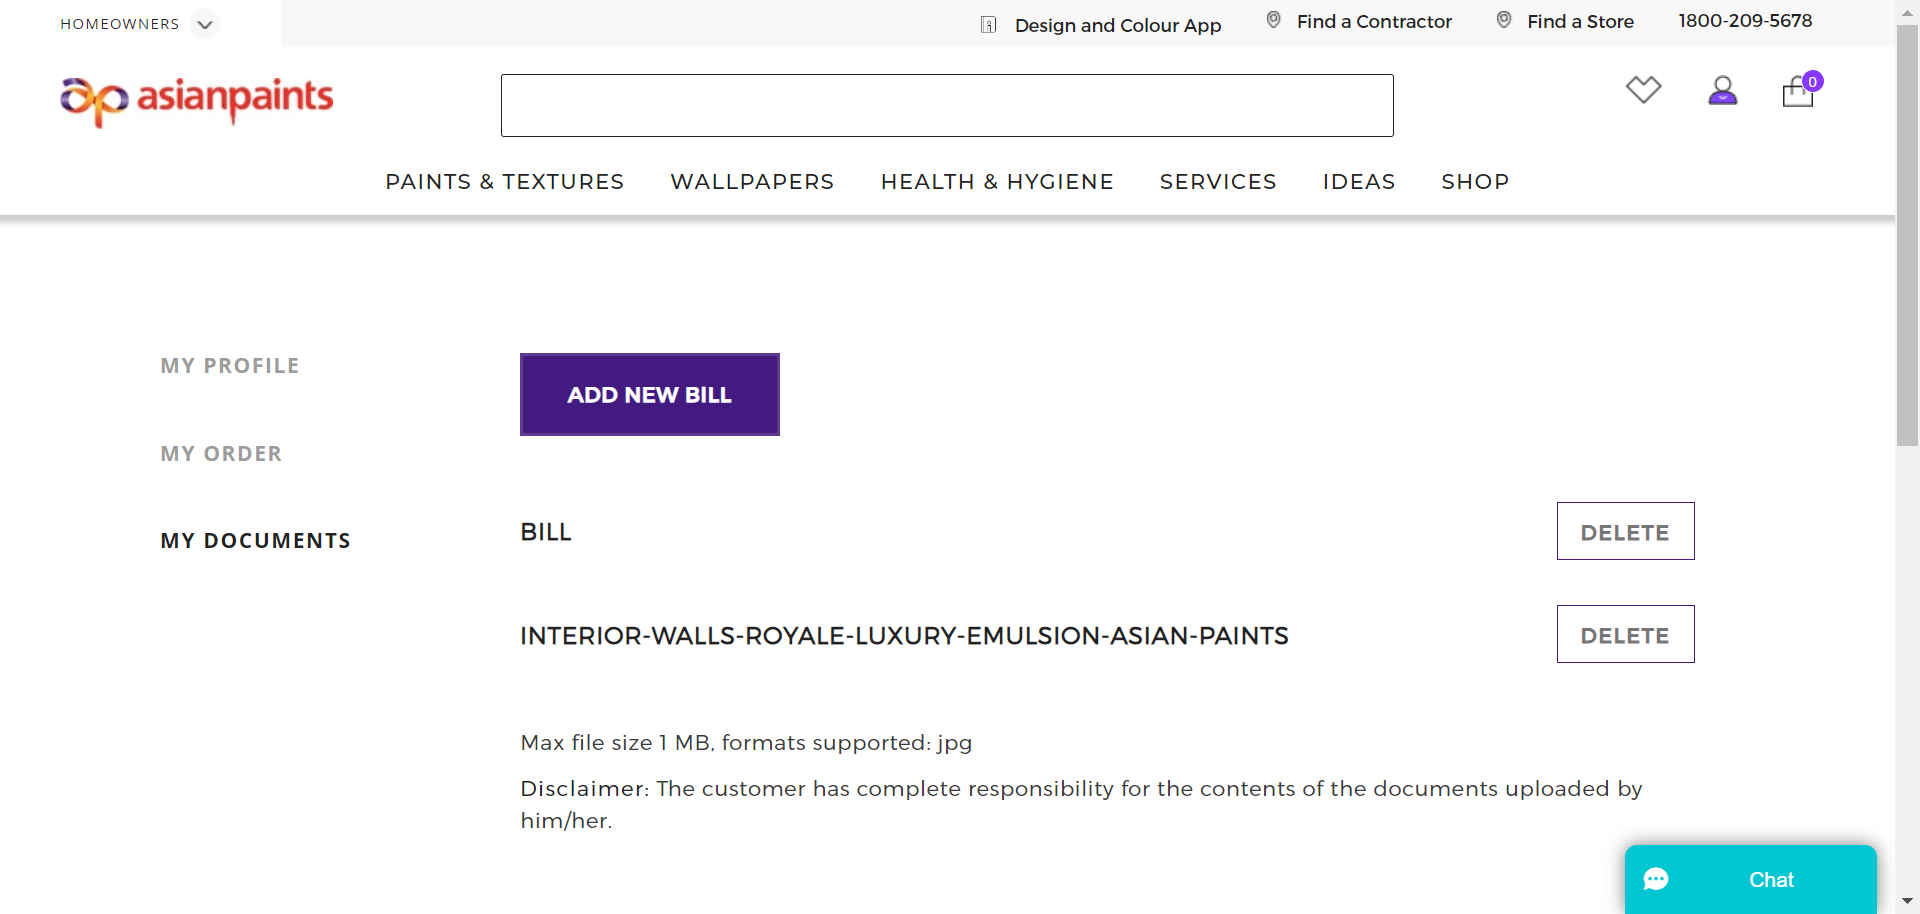 HOMEOWNERS
Design and Colour App
Find a Contractor
Find a Store
1800-209-5678
asianpaints
0
PAINTS & TEXTURES
WALLPAPERS
HEALTH & HYGIENE
SERVICES
IDEAS
SHOP
MY PROFILE
MY ORDER
MY DOCUMENTS
ADD NEW BILL
BILL
DELETE
INTERIOR-WALLS-ROYALE-LUXURY-EMULSION-ASIAN-PAINTS
DELETE
Max file size 1 MB, formats supported: jpg
Disclaimer: The customer has complete responsibility for the contents of the documents uploaded by
him/her.
Chat